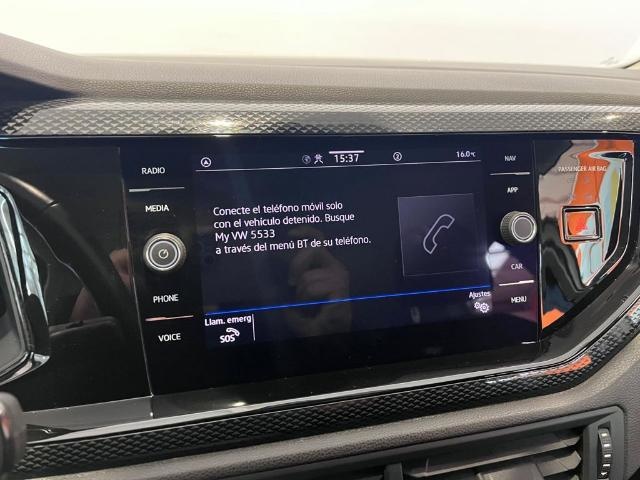 RADIO
MEDIA
PHONE
VOICE
15:37
2
16.0°C
Conecte el teléfono móvil solo
con el vehículo detenido. Busque
My VW 5533
a través del menú BT de su teléfono.
Ajustes
Llam. emerg
SOS
NAV
APP
CAR
MENU
PASSENGER AIR BAG